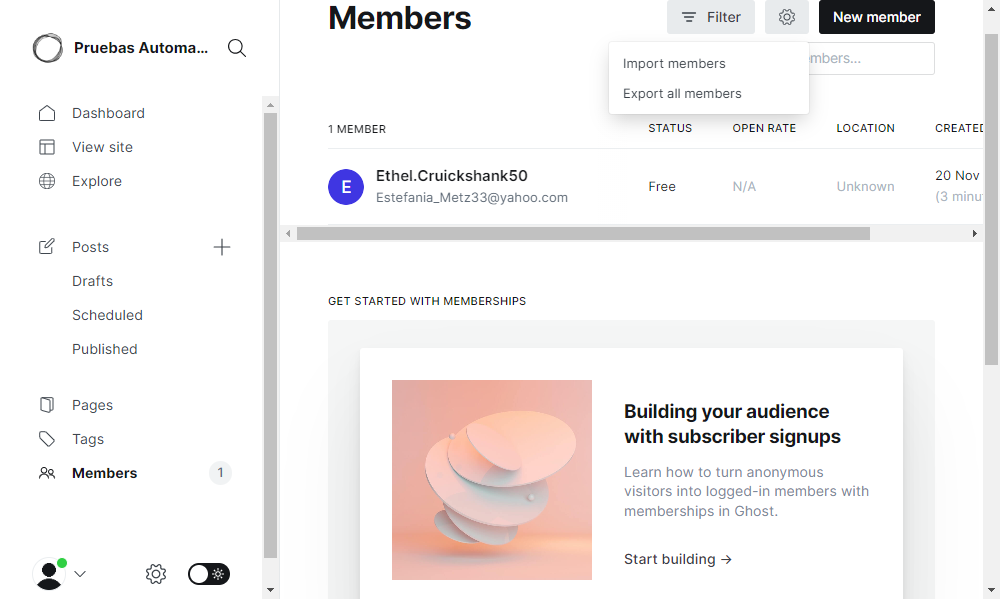 Pruebas Automa...
Dashboard
View site
Explore
Posts
Drafts
Scheduled
Published
Pages
Tags
Members
1
Members
Filter
New member
Import members
Export all members
mbers...
1 MEMBER
STATUS
OPEN RATE
LOCATION
CREATED
E
Ethel.Cruickshank50
Estefania_Metz33@yahoo.com
Free
N/A
Unknown
20 Nov
(3 minu
GET STARTED WITH MEMBERSHIPS
Building your audience
with subscriber signups
Learn how to turn anonymous
visitors into logged-in members with
memberships in Ghost.
Start building →